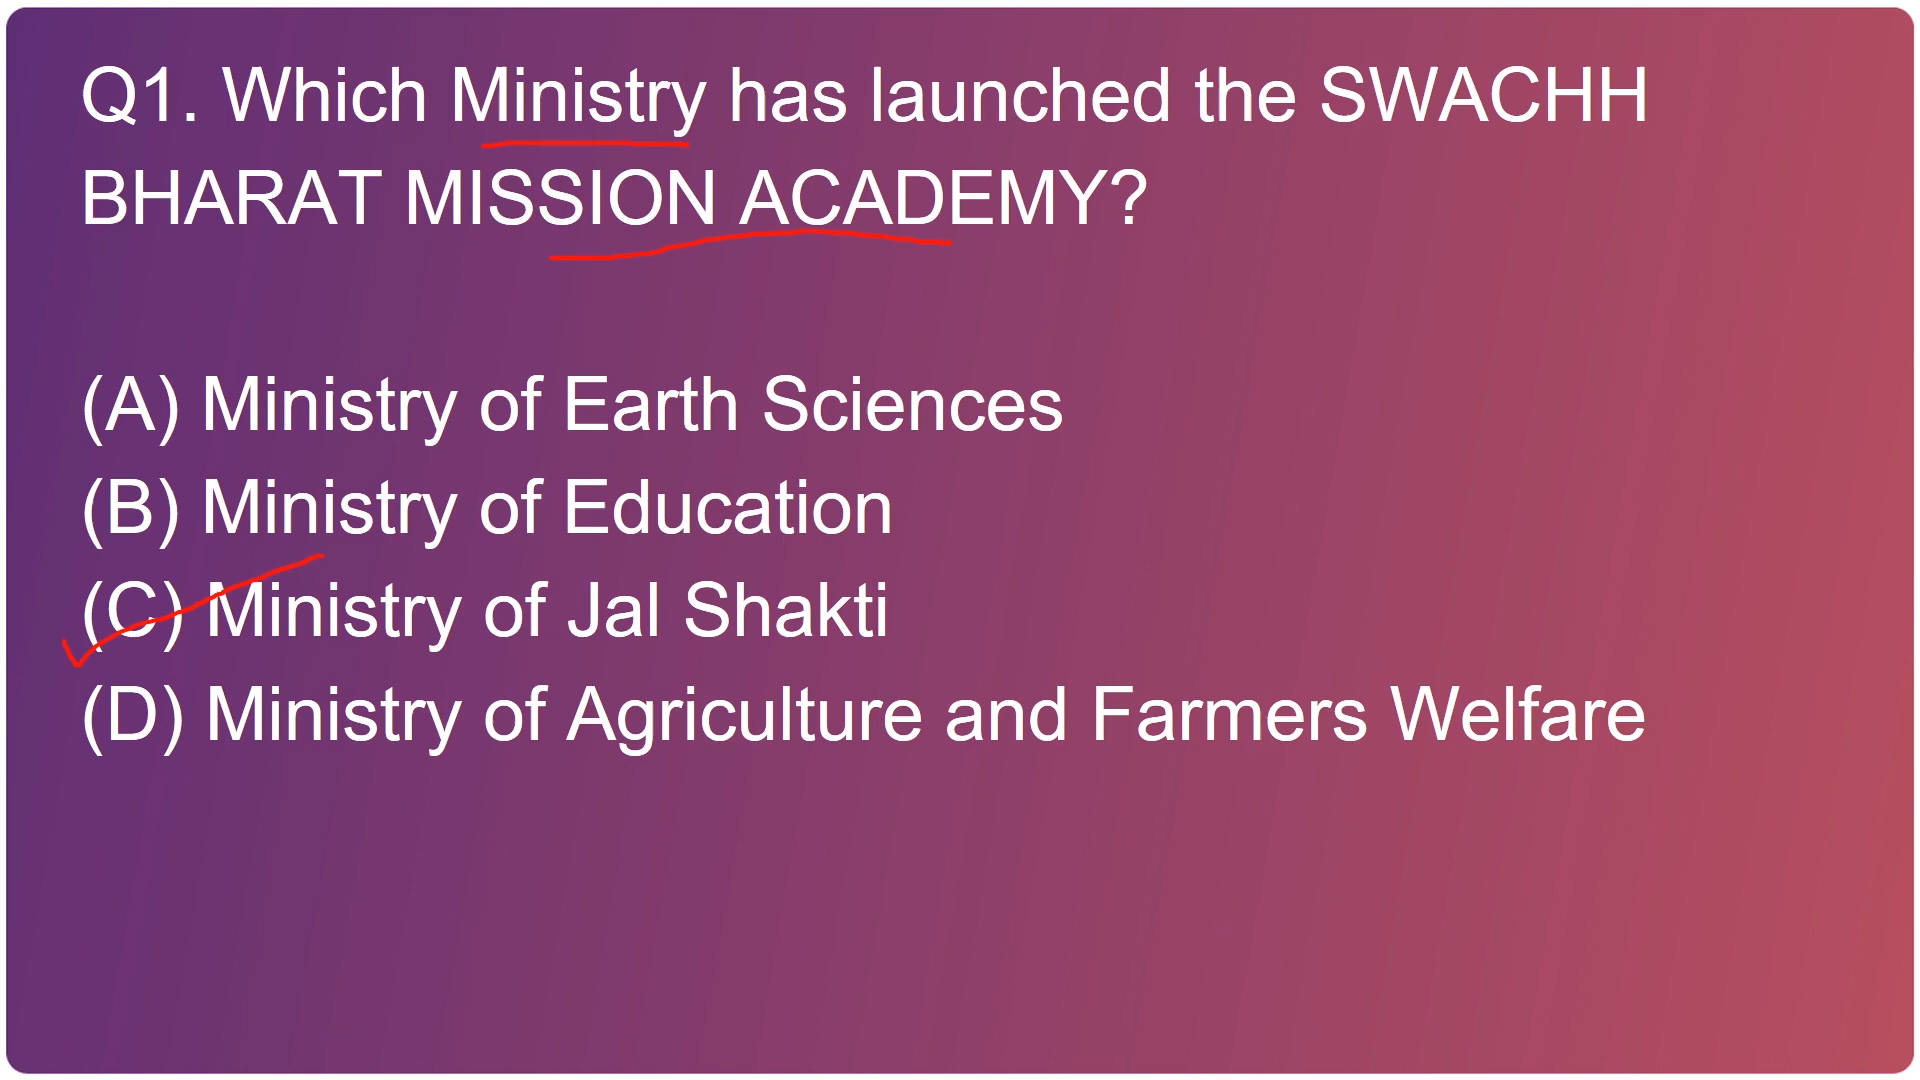 Q1. Which Ministry has launched the SWACHH
BHARAT MISSION ACADEMY?
(A) Ministry of Earth Sciences
(B) Ministry of Education
(C) Ministry of Jal Shakti
(D) Ministry of Agriculture and Farmers Welfare